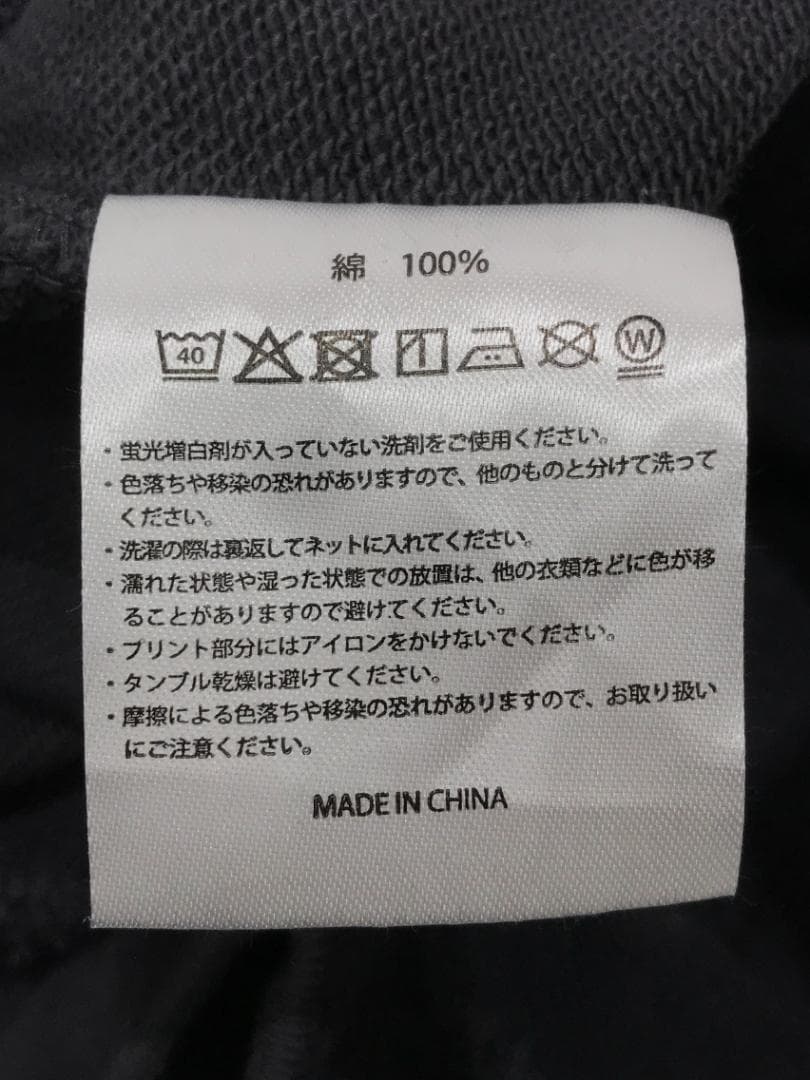 綿 100%
40 W
・蛍光増白剤が入っていない洗剤をご使用ください。
・色落ちや移染の恐れがありますので、他のものと分けて洗って
ください。
・洗濯の際は裏返してネットに入れてください。
・濡れた状態や湿った状態での放置は、他の衣類などに色が移
ることがありますので避けてください。
・プリント部分にはアイロンをかけないでください。
・タンブル乾燥は避けてください。
・摩擦による色落ちや移染の恐れがありますので、お取り扱い
にご注意ください。
MADE IN CHINA